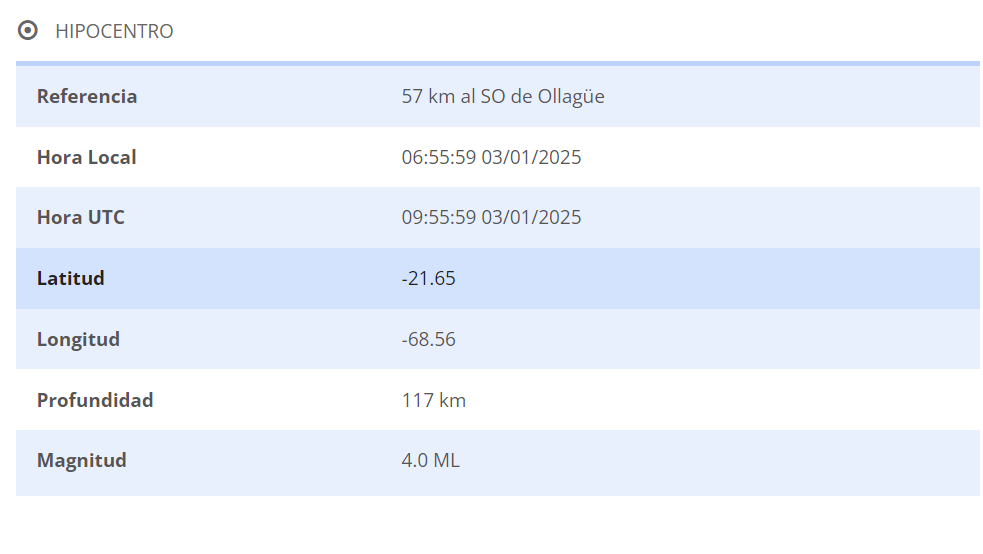 HIPOCENTRO
Referencia 57 km al SO de Ollagüe
Hora Local 06:55:59 03/01/2025
Hora UTC 09:55:59 03/01/2025
Latitud -21.65
Longitud -68.56
Profundidad 117 km
Magnitud 4.0 ML